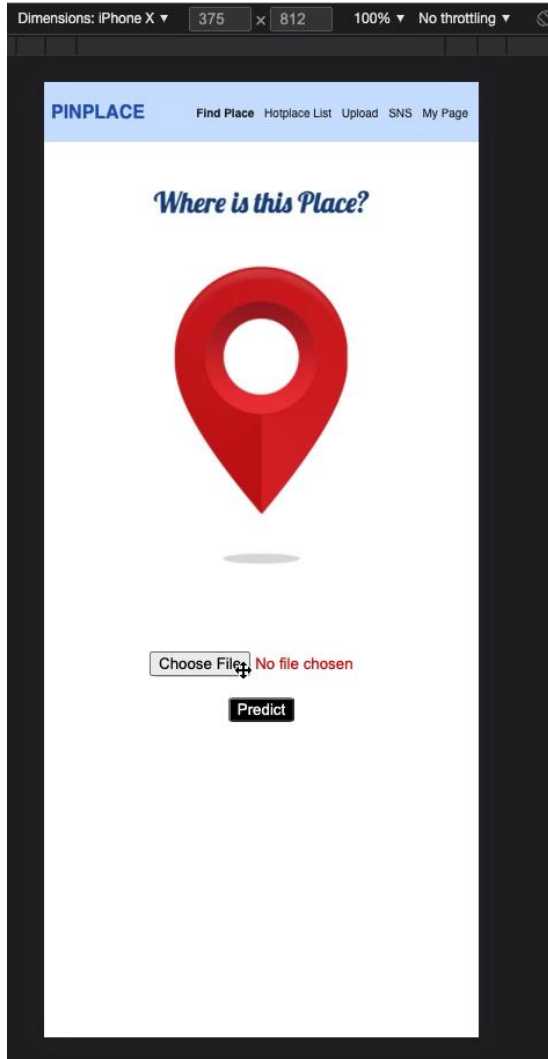 Dimensions: iPhone X ▼ 375 × 812 100% ▼ No throttling ▼
PINPLACE Find Place Hotplace List Upload SNS My Page
Where is this Place?
Choose File No file chosen
Predict